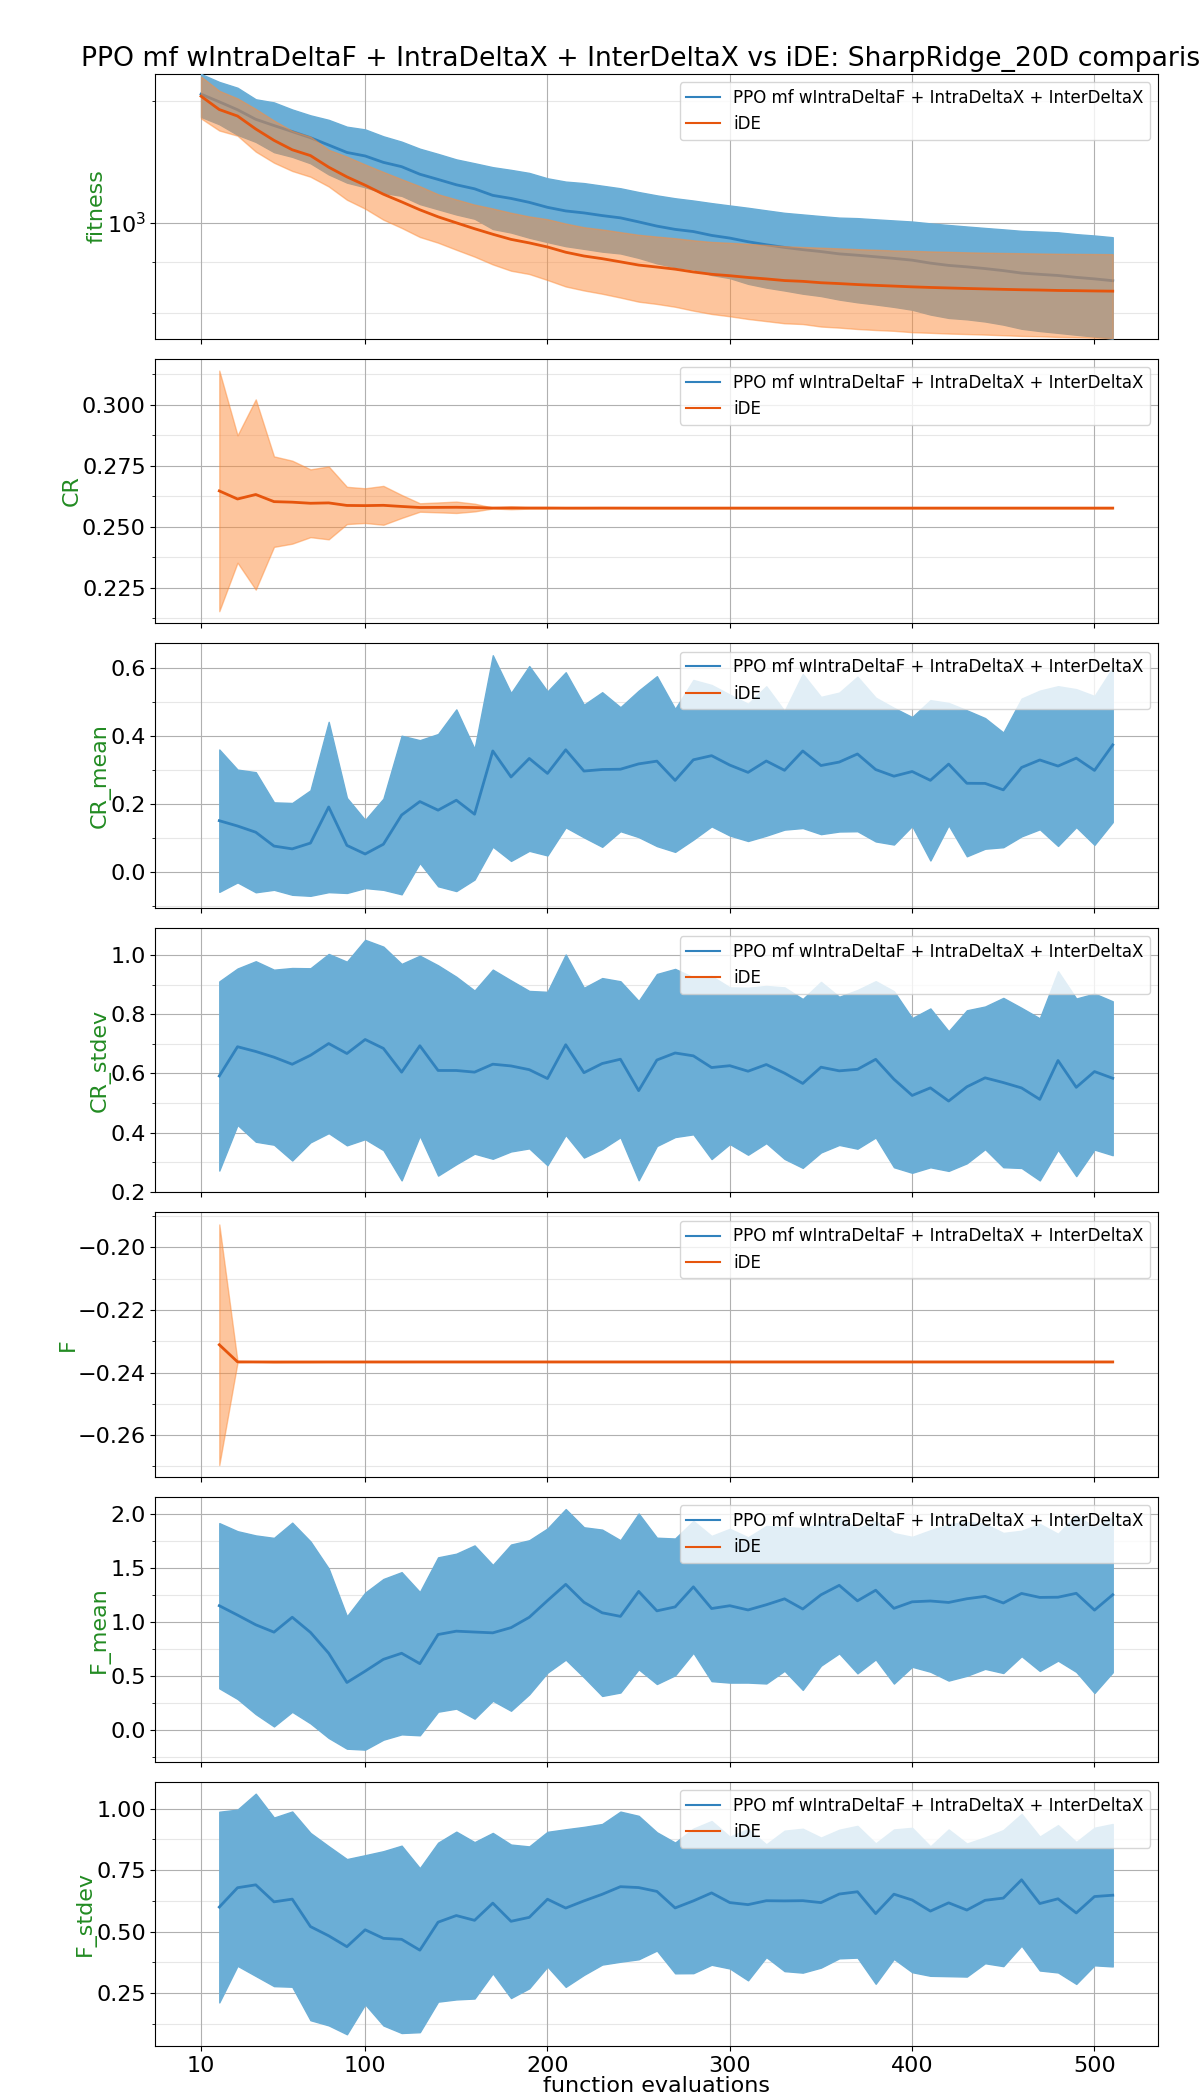 PPO mf wIntraDeltaF + IntraDeltaX + InterDeltaX vs iDE: SharpRidge_20D comparis
PPO mf wIntraDeltaF + IntraDeltaX + InterDeltaX
iDE
fitness
10³
PPO mf wIntraDeltaF + IntraDeltaX + InterDeltaX
iDE
0.300
0.275
CR
0.250
0.225
PPO mf wIntraDeltaF + IntraDeltaX + InterDeltaX
iDE
0.6
0.4
CR_mean
0.2
0.0
PPO mf wIntraDeltaF + IntraDeltaX + InterDeltaX
iDE
1.0
0.8
CR_stdev
0.6
0.4
0.2
PPO mf wIntraDeltaF + IntraDeltaX + InterDeltaX
iDE
−0.20
−0.22
F
−0.24
−0.26
PPO mf wIntraDeltaF + IntraDeltaX + InterDeltaX
iDE
2.0
1.5
F_mean
1.0
0.5
0.0
PPO mf wIntraDeltaF + IntraDeltaX + InterDeltaX
iDE
1.00
0.75
F_stdev
0.50
0.25
10 100 200 300 400 500
function evaluations